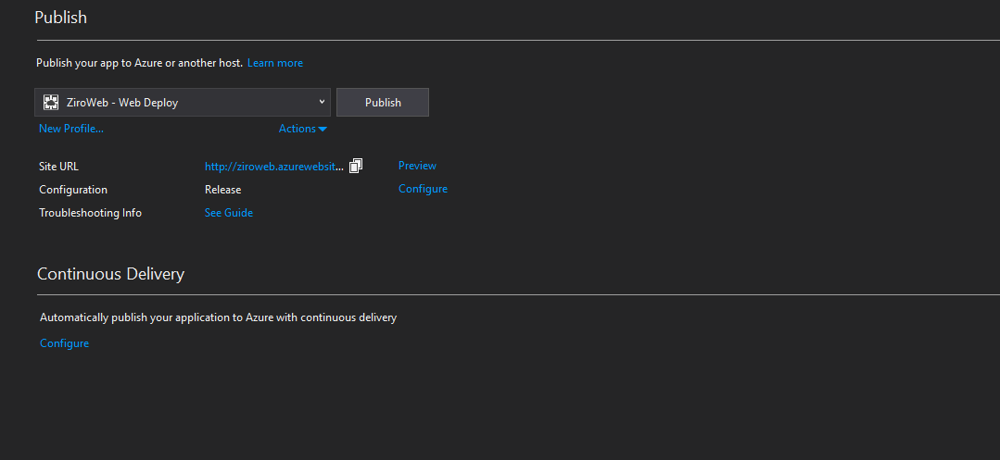 Publish
Publish your app to Azure or another host. Learn more
ZiroWeb - Web Deploy
Publish
New Profile...
Actions
Site URL
http://ziroweb.azurewebsit...
Preview
Configuration
Release
Configure
Troubleshooting Info
See Guide
Continuous Delivery
Automatically publish your application to Azure with continuous delivery
Configure